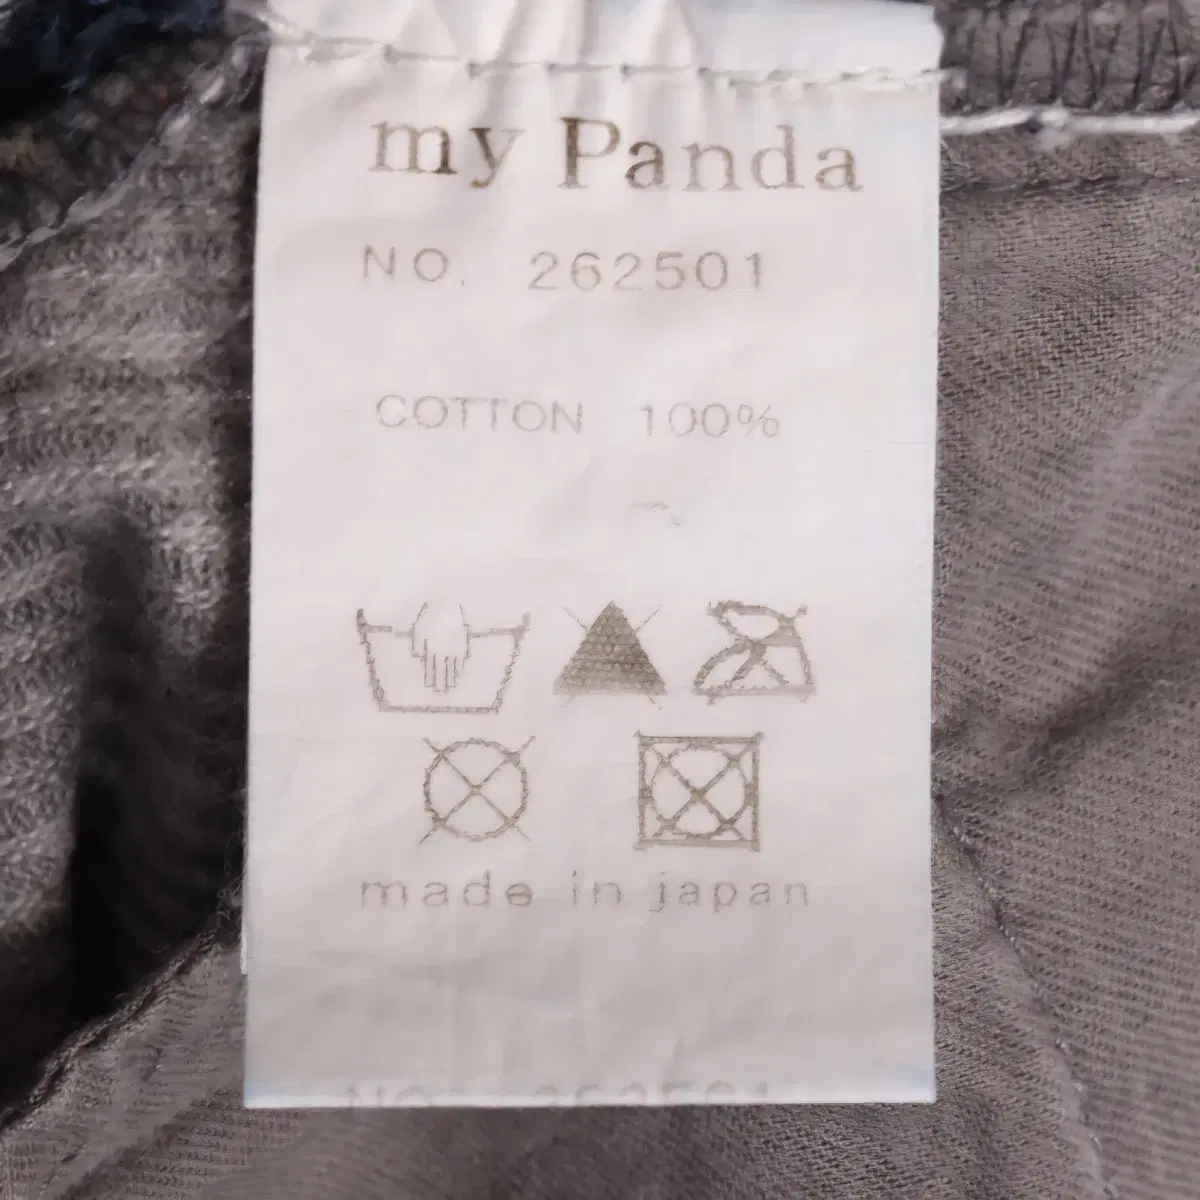 my Panda
NO. 262501
COTTON 100%
made in japan